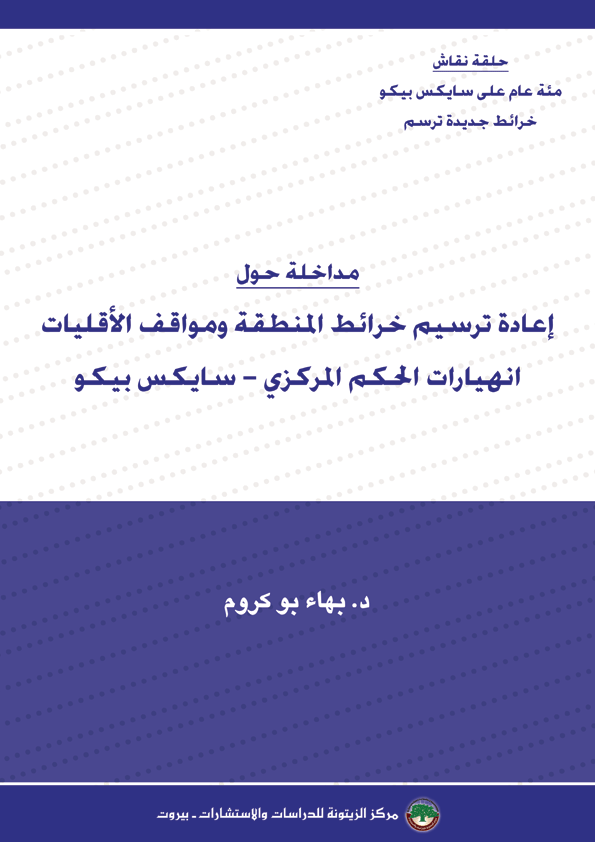 حلقة نقاش
مئة عام على سايكس بيكو
خرائط جديدة ترسم
مداخلة حول
إعادة ترسيم خرائط المنطقة ومواقف الأقليات
انهيارات الحكم المركزي – سايكس بيكو
د. بهاء بو كروم
مركز الزيتونة للدراسات والاستشارات - بيروت